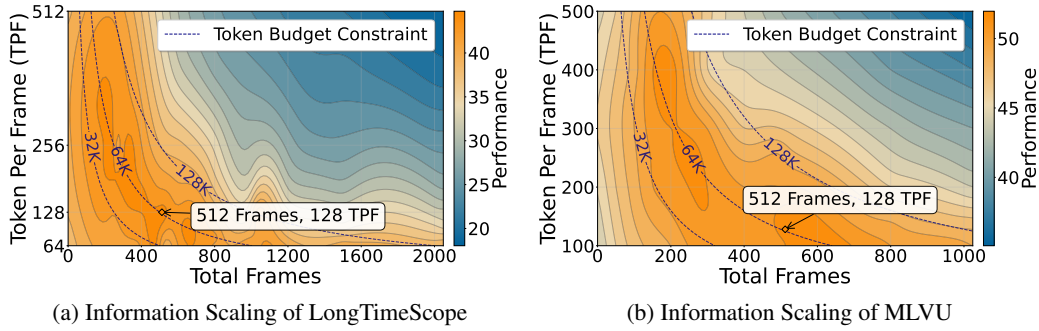 Token Per Frame (TPF)
512
256
128
64
Token Budget Constraint
32K
64K
128K
512 Frames, 128 TPF
0
400
800
1200
1600
2000
Total Frames
40
35
30
25
20
Performance
(a) Information Scaling of LongTimeScope
Token Per Frame (TPF)
500
400
300
200
100
Token Budget Constraint
32K
64K
128K
512 Frames, 128 TPF
0
200
400
600
800
1000
Total Frames
50
45
40
Performance
(b) Information Scaling of MLVU